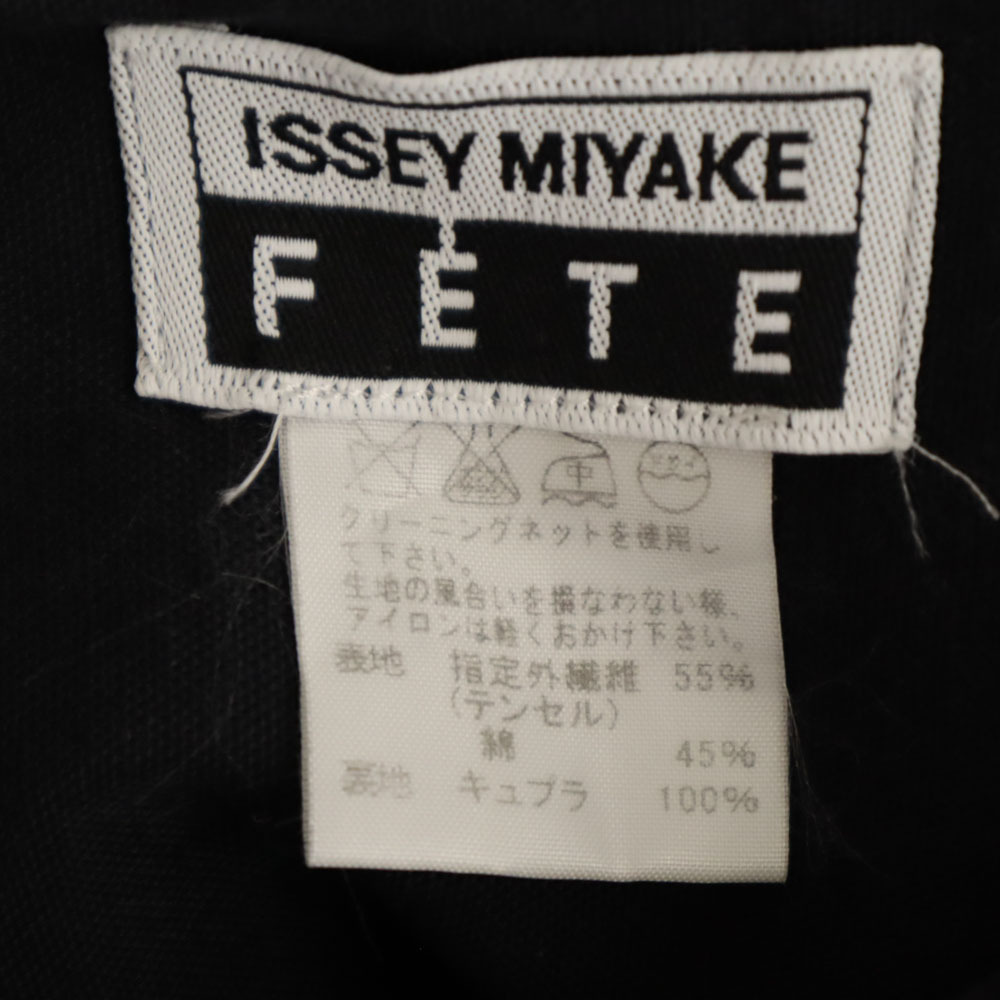 ISSEY MIYAKE
FÉTE
中
クリーニングネットを使用し
て下さい。
生地の風合いを損なわない様、
アイロンは軽くおかけ下さい。
表地 指定外繊維 55%
(テンセル)
綿 45%
裏地 キュプラ 100%